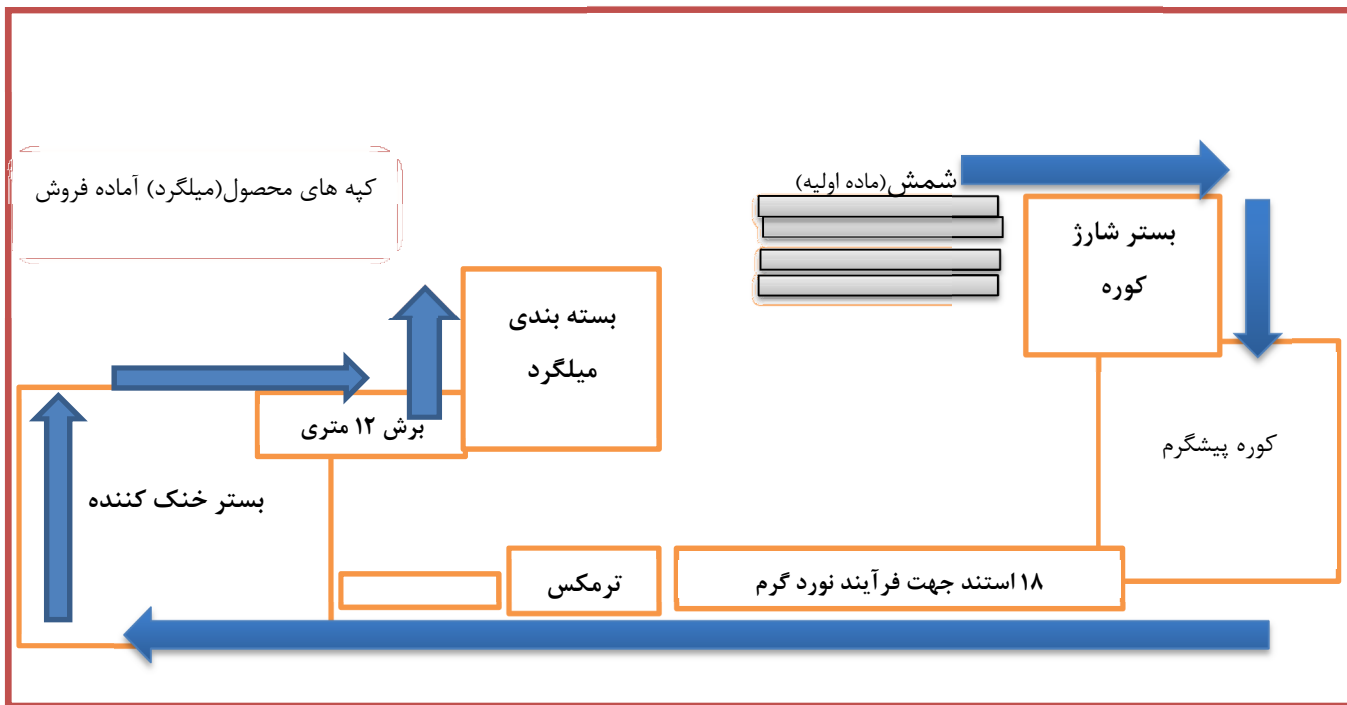 کپه های محصول(میلگرد) آماده فروش
شمش(ماده اولیه)
بستر شارژ
کوره
بسته بندی
میلگرد
برش ۱۲ متری
کوره پیشگرم
بستر خنک کننده
۱۸ استند جهت فرآیند نورد گرم
ترمکس